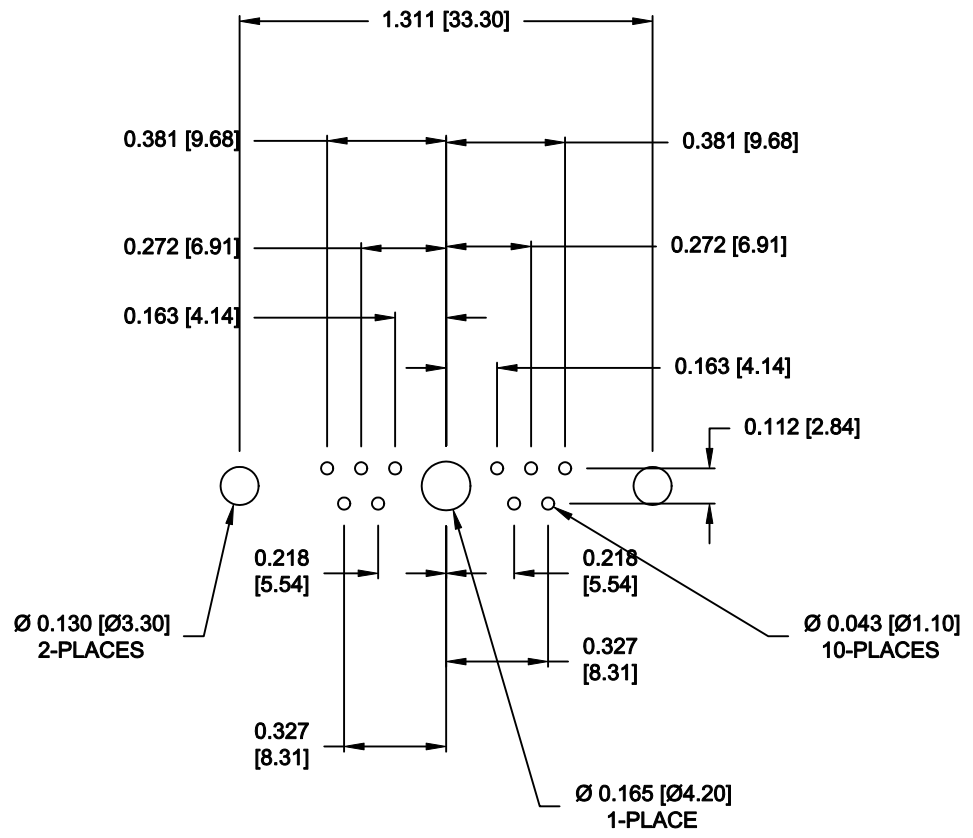 1.311 [33.30]
0.381 [9.68]
0.381 [9.68]
0.272 [6.91]
0.272 [6.91]
0.163 [4.14]
0.163 [4.14]
0.112 [2.84]
0.218
[5.54]
0.218
[5.54]
Ø 0.130 [Ø3.30]
2-PLACES
Ø 0.043 [Ø1.10]
10-PLACES
0.327
[8.31]
0.327
[8.31]
Ø 0.165 [Ø4.20]
1-PLACE